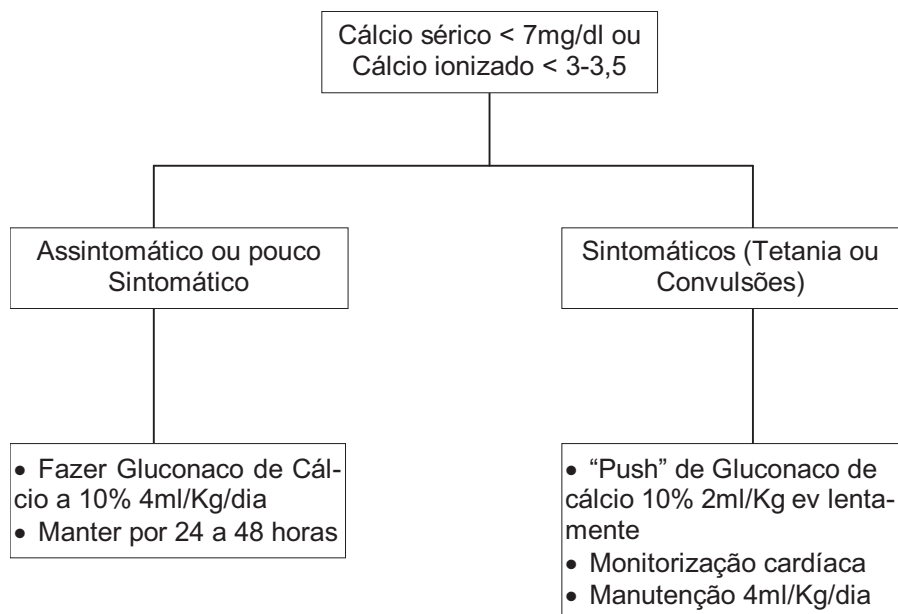 Cálcio sérico < 7mg/dl ou
Cálcio ionizado < 3-3,5
Assintomático ou pouco
Sintomático
Sintomáticos (Tetania ou
Convulsões)
• Fazer Gluconaco de Cál-
cio a 10% 4ml/Kg/dia
• Manter por 24 a 48 horas
• “Push” de Gluconaco de
cálcio 10% 2ml/Kg ev lenta-
mente
• Monitorização cardíaca
• Manutenção 4ml/Kg/dia